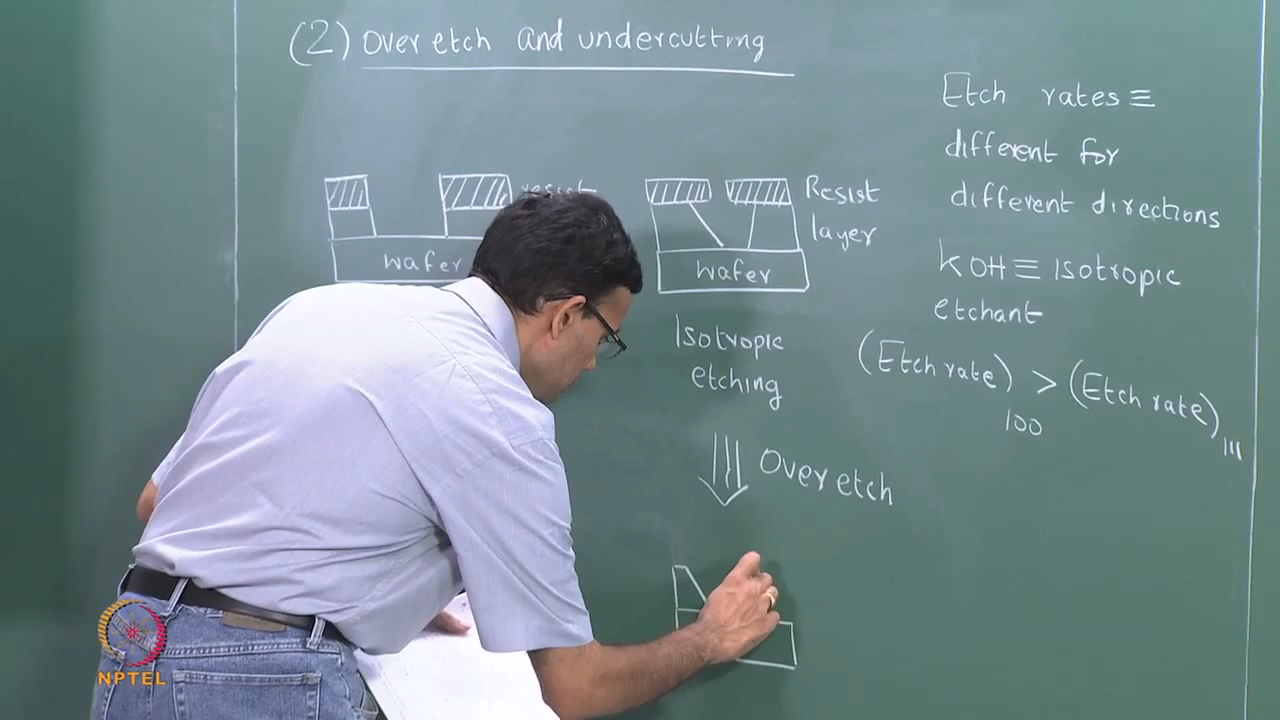 (2) Over etch and undercutting
Etch rates ≡
different for
different directions
resist
wafer
Resist
layer
wafer
KOH ≡ Isotropic
etchant
Isotropic
etching
(Etch rate)100 > (Etch rate)111
Over etch
NPTEL